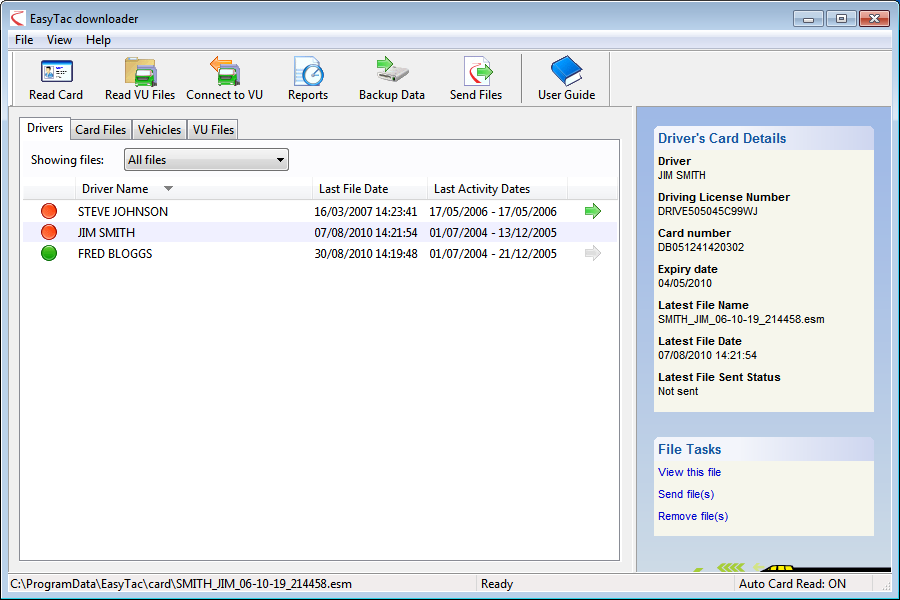 EasyTac downloader
File View Help
Read Card Read VU Files Connect to VU Reports Backup Data Send Files User Guide
Drivers Card Files Vehicles VU Files
Showing files: All files
Driver Name Last File Date Last Activity Dates
STEVE JOHNSON 16/03/2007 14:23:41 17/05/2006 - 17/05/2006
JIM SMITH 07/08/2010 14:21:54 01/07/2004 - 13/12/2005
FRED BLOGGS 30/08/2010 14:19:48 01/07/2004 - 21/12/2005
Driver's Card Details
Driver
JIM SMITH
Driving License Number
DRIVE505045C99WJ
Card number
DB051241420302
Expiry date
04/05/2010
Latest File Name
SMITH_JIM_06-10-19_214458.esm
Latest File Date
07/08/2010 14:21:54
Latest File Sent Status
Not sent
File Tasks
View this file
Send file(s)
Remove file(s)
C:\ProgramData\EasyTac\card\SMITH_JIM_06-10-19_214458.esm Ready Auto Card Read: ON